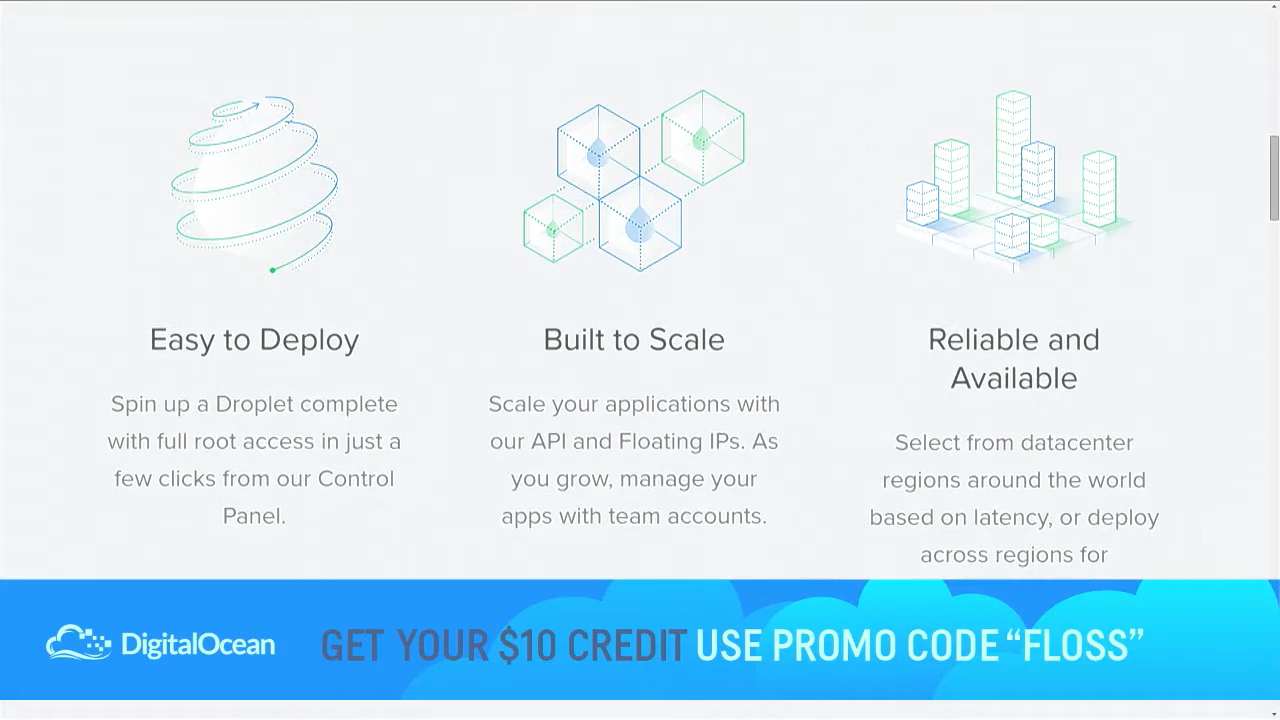 Easy to Deploy
Spin up a Droplet complete
with full root access in just a
few clicks from our Control
Panel.
Built to Scale
Scale your applications with
our API and Floating IPs. As
you grow, manage your
apps with team accounts.
Reliable and
Available
Select from datacenter
regions around the world
based on latency, or deploy
across regions for
DigitalOcean
GET YOUR $10 CREDIT USE PROMO CODE “FLOSS”